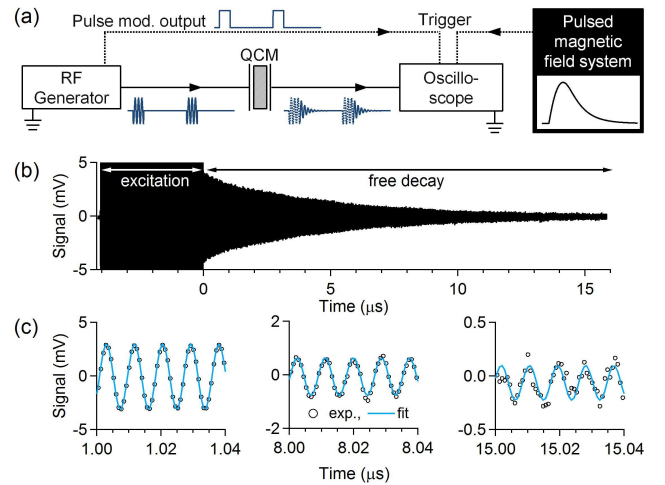 (a)
Pulse mod. output
Trigger
Pulsed
magnetic
field system
RF
Generator
QCM
Oscillo-
scope
(b)
Signal (mV)
5
0
-5
excitation
free decay
0
5
10
15
Time (μs)
(c)
Signal (mV)
5
0
-5
1.00
1.02
1.04
2
0
-2
exp.,
fit
8.00
8.02
8.04
0.5
0.0
-0.5
15.00
15.02
15.04
Time (μs)